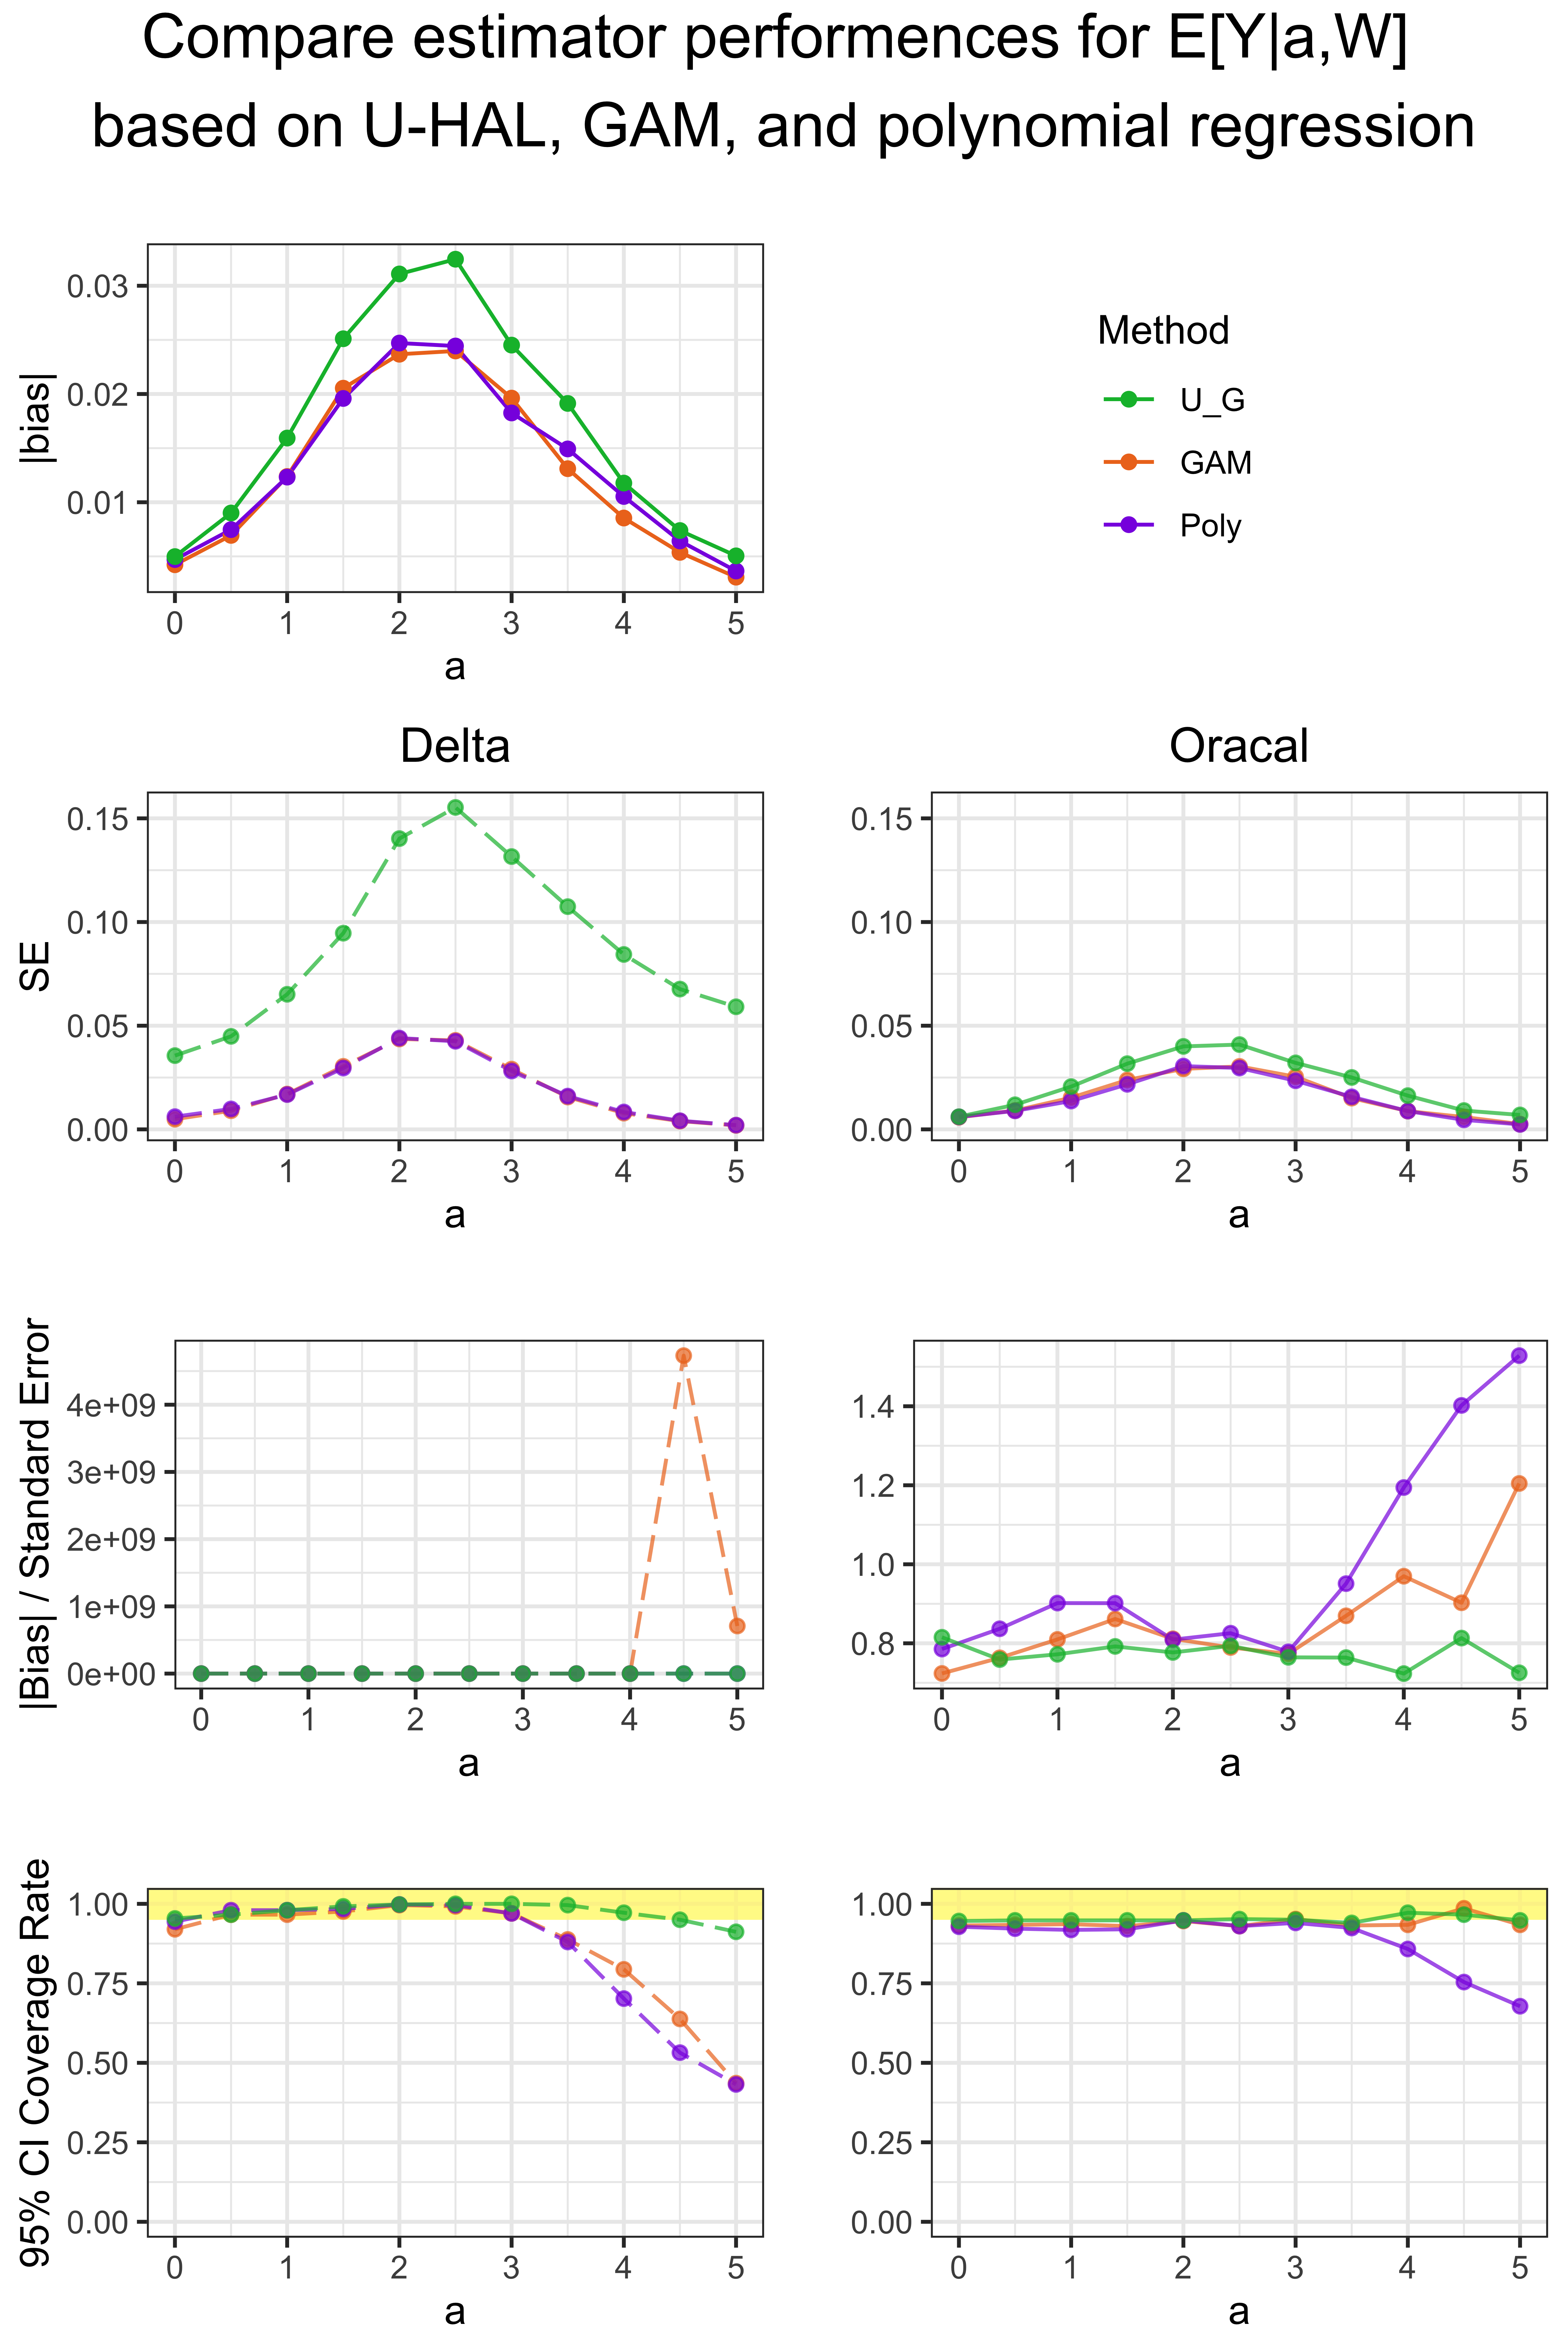 Compare estimator performences for E[Y|a,W]
based on U-HAL, GAM, and polynomial regression
|bias|
0.03
0.02
0.01
0 1 2 3 4 5
a
Method
U_G
GAM
Poly
Delta
SE
0.15
0.10
0.05
0.00
0 1 2 3 4 5
a
Oracal
0.15
0.10
0.05
0.00
0 1 2 3 4 5
a
|Bias| / Standard Error
4e+09
3e+09
2e+09
1e+09
0e+00
0 1 2 3 4 5
a
1.4
1.2
1.0
0.8
0 1 2 3 4 5
a
95% CI Coverage Rate
1.00
0.75
0.50
0.25
0.00
0 1 2 3 4 5
a
1.00
0.75
0.50
0.25
0.00
0 1 2 3 4 5
a